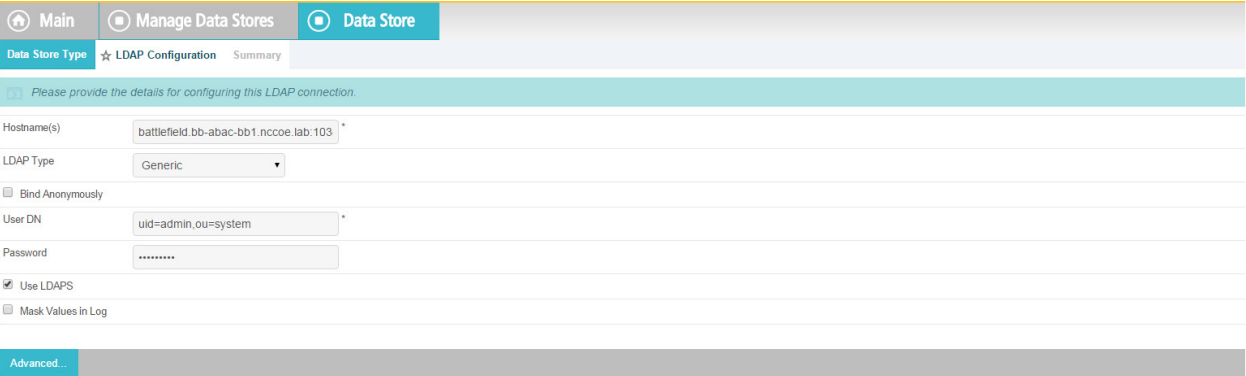 Main Manage Data Stores Data Store
Data Store Type LDAP Configuration Summary
Please provide the details for configuring this LDAP connection.
Hostname(s) battlefield.bb-abac-bb1.nccoe.lab:103 *
LDAP Type Generic
Bind Anonymously
User DN uid=admin,ou=system *
Password •••••••••
Use LDAPS
Mask Values in Log
Advanced...